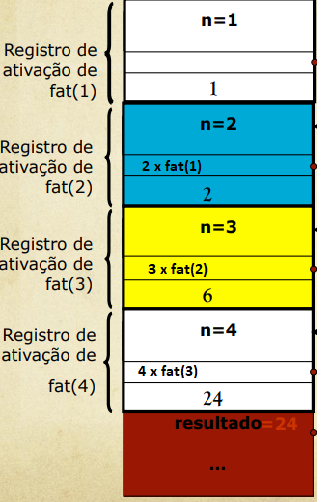 n=1
Registro de
ativação de
fat(1)
1
n=2
Registro de
ativação de
fat(2)
2 x fat(1)
2
n=3
Registro de
ativação de
fat(3)
3 x fat(2)
6
n=4
Registro de
ativação de
fat(4)
4 x fat(3)
24
resultado=24
...